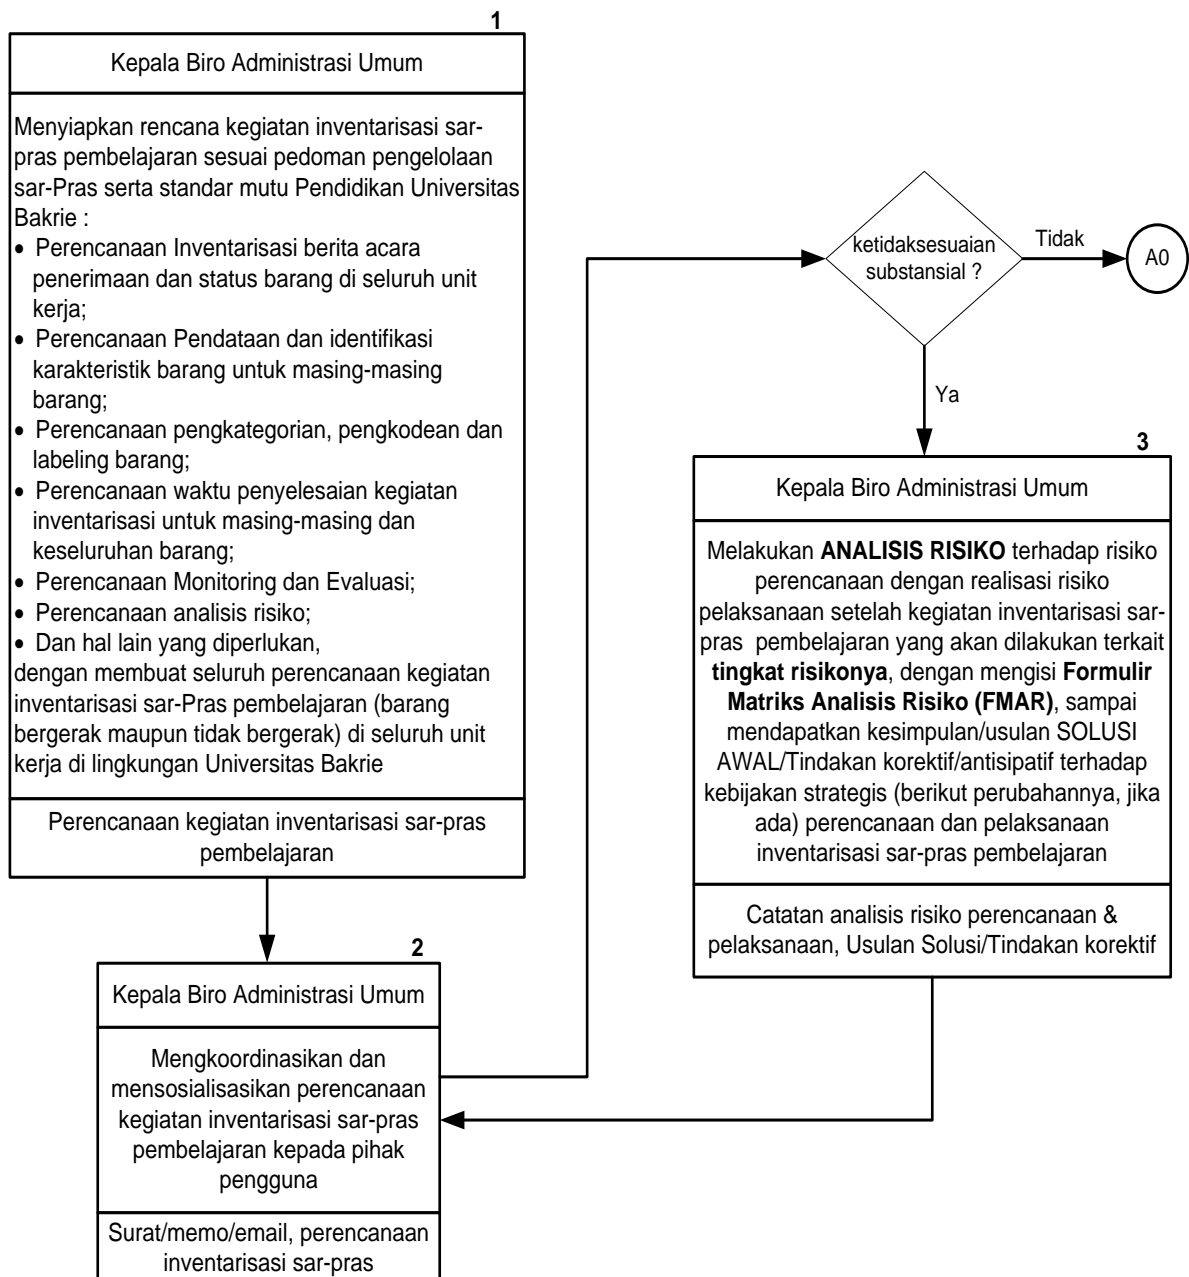 1
Kepala Biro Administrasi Umum
Menyiapkan rencana kegiatan inventarisasi sar-
pras pembelajaran sesuai pedoman pengelolaan
sar-Pras serta standar mutu Pendidikan Universitas
Bakrie :
• Perencanaan Inventarisasi berita acara
penerimaan dan status barang di seluruh unit
kerja;
• Perencanaan Pendataan dan identifikasi
karakteristik barang untuk masing-masing
barang;
• Perencanaan pengkategorian, pengkodean dan
labeling barang;
• Perencanaan waktu penyelesaian kegiatan
inventarisasi untuk masing-masing dan
keseluruhan barang;
• Perencanaan Monitoring dan Evaluasi;
• Perencanaan analisis risiko;
• Dan hal lain yang diperlukan,
dengan membuat seluruh perencanaan kegiatan
inventarisasi sar-Pras pembelajaran (barang
bergerak maupun tidak bergerak) di seluruh unit
kerja di lingkungan Universitas Bakrie
Perencanaan kegiatan inventarisasi sar-pras
pembelajaran
2
Kepala Biro Administrasi Umum
Mengkoordinasikan dan
mensosialisasikan perencanaan
kegiatan inventarisasi sar-pras
pembelajaran kepada pihak
pengguna
Surat/memo/email, perencanaan
inventarisasi sar-pras
ketidaksesuaian
substansial ?
Tidak
A0
Ya
3
Kepala Biro Administrasi Umum
Melakukan ANALISIS RISIKO terhadap risiko
perencanaan dengan realisasi risiko
pelaksanaan setelah kegiatan inventarisasi sar-
pras pembelajaran yang akan dilakukan terkait
tingkat risikonya, dengan mengisi Formulir
Matriks Analisis Risiko (FMAR), sampai
mendapatkan kesimpulan/usulan SOLUSI
AWAL/Tindakan korektif/antisipatif terhadap
kebijakan strategis (berikut perubahannya, jika
ada) perencanaan dan pelaksanaan
inventarisasi sar-pras pembelajaran
Catatan analisis risiko perencanaan &
pelaksanaan, Usulan Solusi/Tindakan korektif